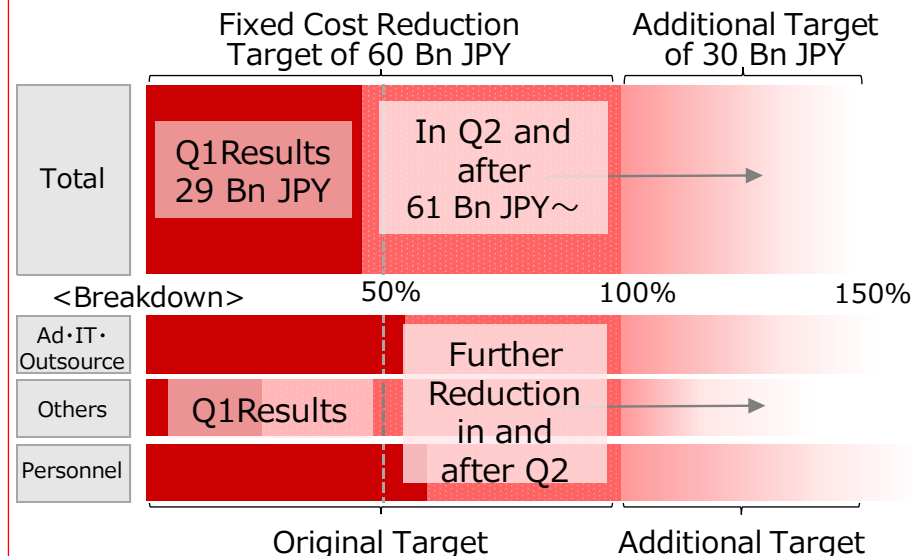 Fixed Cost Reduction
Target of 60 Bn JPY
Additional Target
of 30 Bn JPY
Total
Q1Results
29 Bn JPY
In Q2 and
after
61 Bn JPY～
<Breakdown>
50%
100%
150%
Ad･IT･
Outsource
Others
Personnel
Q1Results
Further
Reduction
in and
after Q2
Original Target
Additional Target